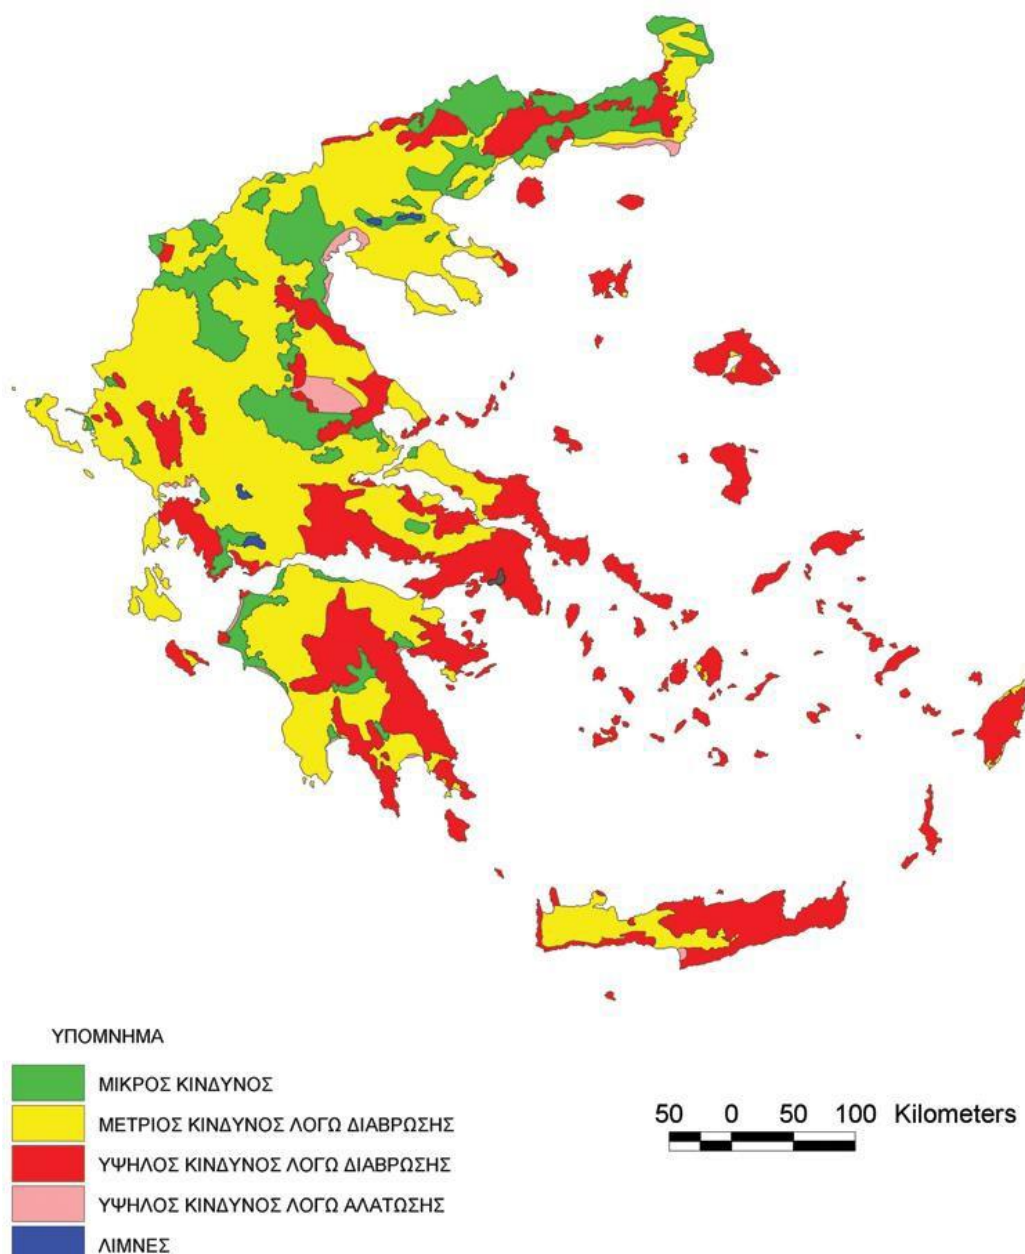 ΥΠΟΜΝΗΜΑ
ΜΙΚΡΟΣ ΚΙΝΔΥΝΟΣ
ΜΕΤΡΙΟΣ ΚΙΝΔΥΝΟΣ ΛΟΓΩ ΔΙΑΒΡΩΣΗΣ
ΥΨΗΛΟΣ ΚΙΝΔΥΝΟΣ ΛΟΓΩ ΔΙΑΒΡΩΣΗΣ
ΥΨΗΛΟΣ ΚΙΝΔΥΝΟΣ ΛΟΓΩ ΑΛΑΤΩΣΗΣ
ΛΙΜΝΕΣ
50 0 50 100 Kilometers